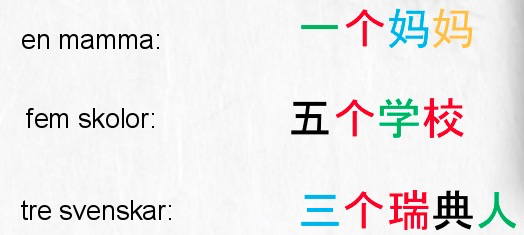 en mamma: 一个妈妈
fem skolor: 五个学校
tre svenskar: 三个瑞典人